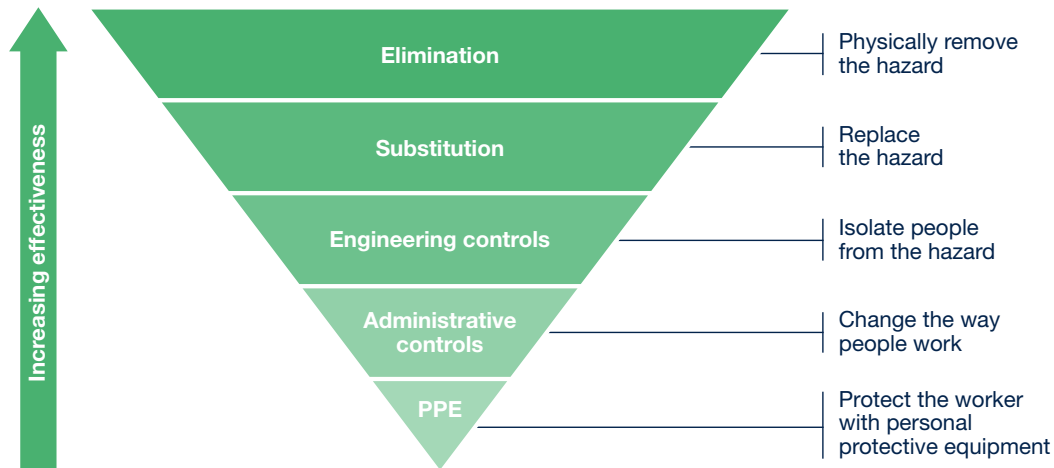 Increasing effectiveness
Elimination
Physically remove
the hazard
Substitution
Replace
the hazard
Engineering controls
Isolate people
from the hazard
Administrative
controls
Change the way
people work
PPE
Protect the worker
with personal
protective equipment